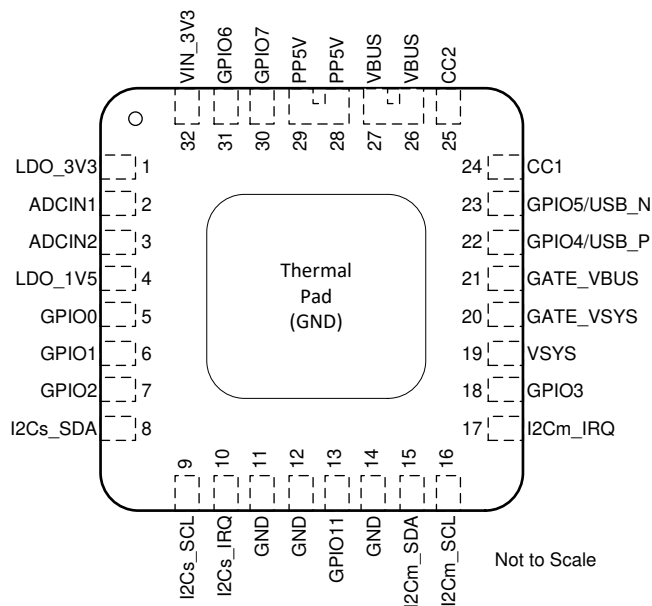 VIN_3V3
GPIO6
GPIO7
PP5V
PP5V
VBUS
VBUS
CC2
32
31
30
29
28
27
26
25
LDO_3V3 1
ADCIN1 2
ADCIN2 3
LDO_1V5 4
GPIO0 5
GPIO1 6
GPIO2 7
I2Cs_SDA 8
Thermal
Pad
(GND)
24 CC1
23 GPIO5/USB_N
22 GPIO4/USB_P
21 GATE_VBUS
20 GATE_VSYS
19 VSYS
18 GPIO3
17 I2Cm_IRQ
9
10
11
12
13
14
15
16
I2Cs_SCL
I2Cs_IRQ
GND
GND
GPIO11
GND
I2Cm_SDA
I2Cm_SCL
Not to Scale